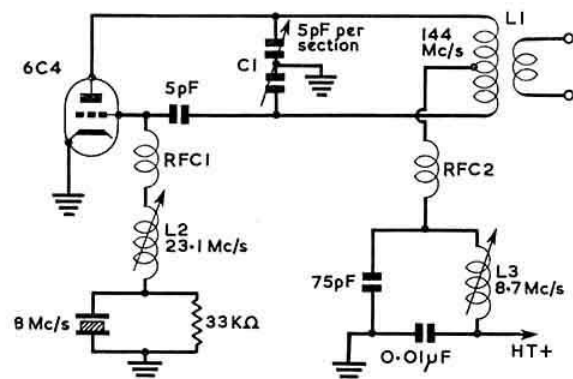 L1
5pF per
section
144
Mc/s
6C4
C1
5pF
RFC1
RFC2
L2
23·1 Mc/s
L3
8·7 Mc/s
75pF
8 Mc/s
33KΩ
0·01µF
HT+